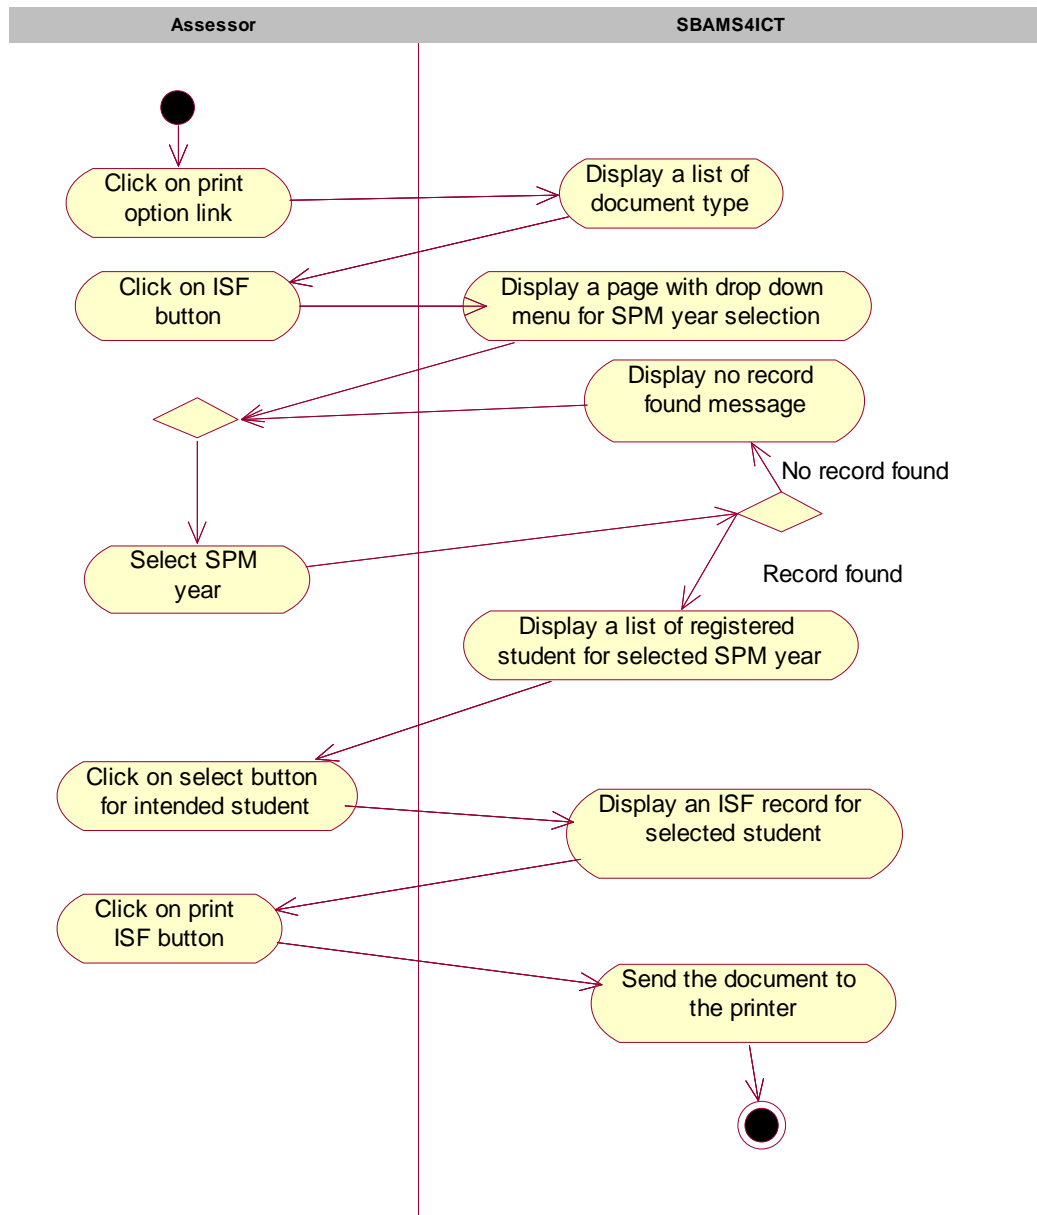 Assessor
SBAMS4ICT
Click on print
option link
Display a list of
document type
Click on ISF
button
Display a page with drop down
menu for SPM year selection
Display no record
found message
No record found
Select SPM
year
Record found
Display a list of registered
student for selected SPM year
Click on select button
for intended student
Display an ISF record for
selected student
Click on print
ISF button
Send the document to
the printer